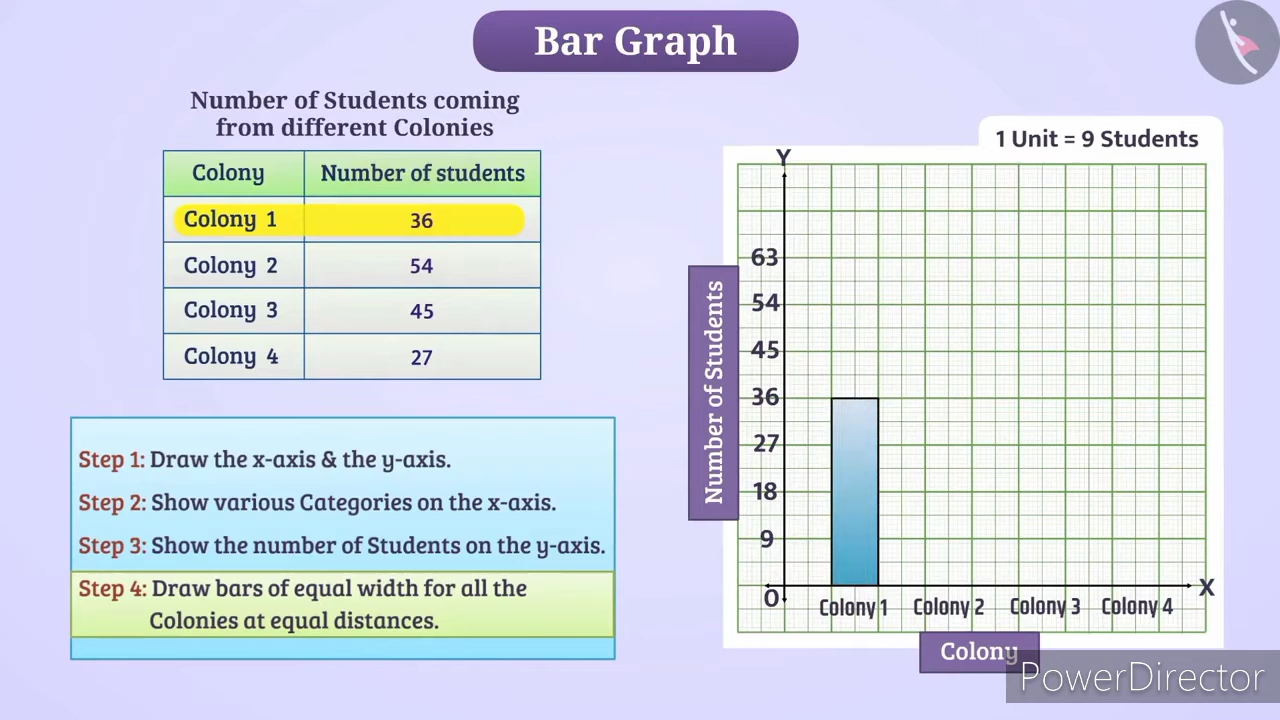 Bar Graph
Number of Students coming
from different Colonies
Colony Number of students
Colony 1 36
Colony 2 54
Colony 3 45
Colony 4 27
Step 1: Draw the x-axis & the y-axis.
Step 2: Show various Categories on the x-axis.
Step 3: Show the number of Students on the y-axis.
Step 4: Draw bars of equal width for all the
Colonies at equal distances.
1 Unit = 9 Students
Y
63
54
45
36
27
18
9
0
X
Number of Students
Colony 1 Colony 2 Colony 3 Colony 4
Colony
PowerDirector